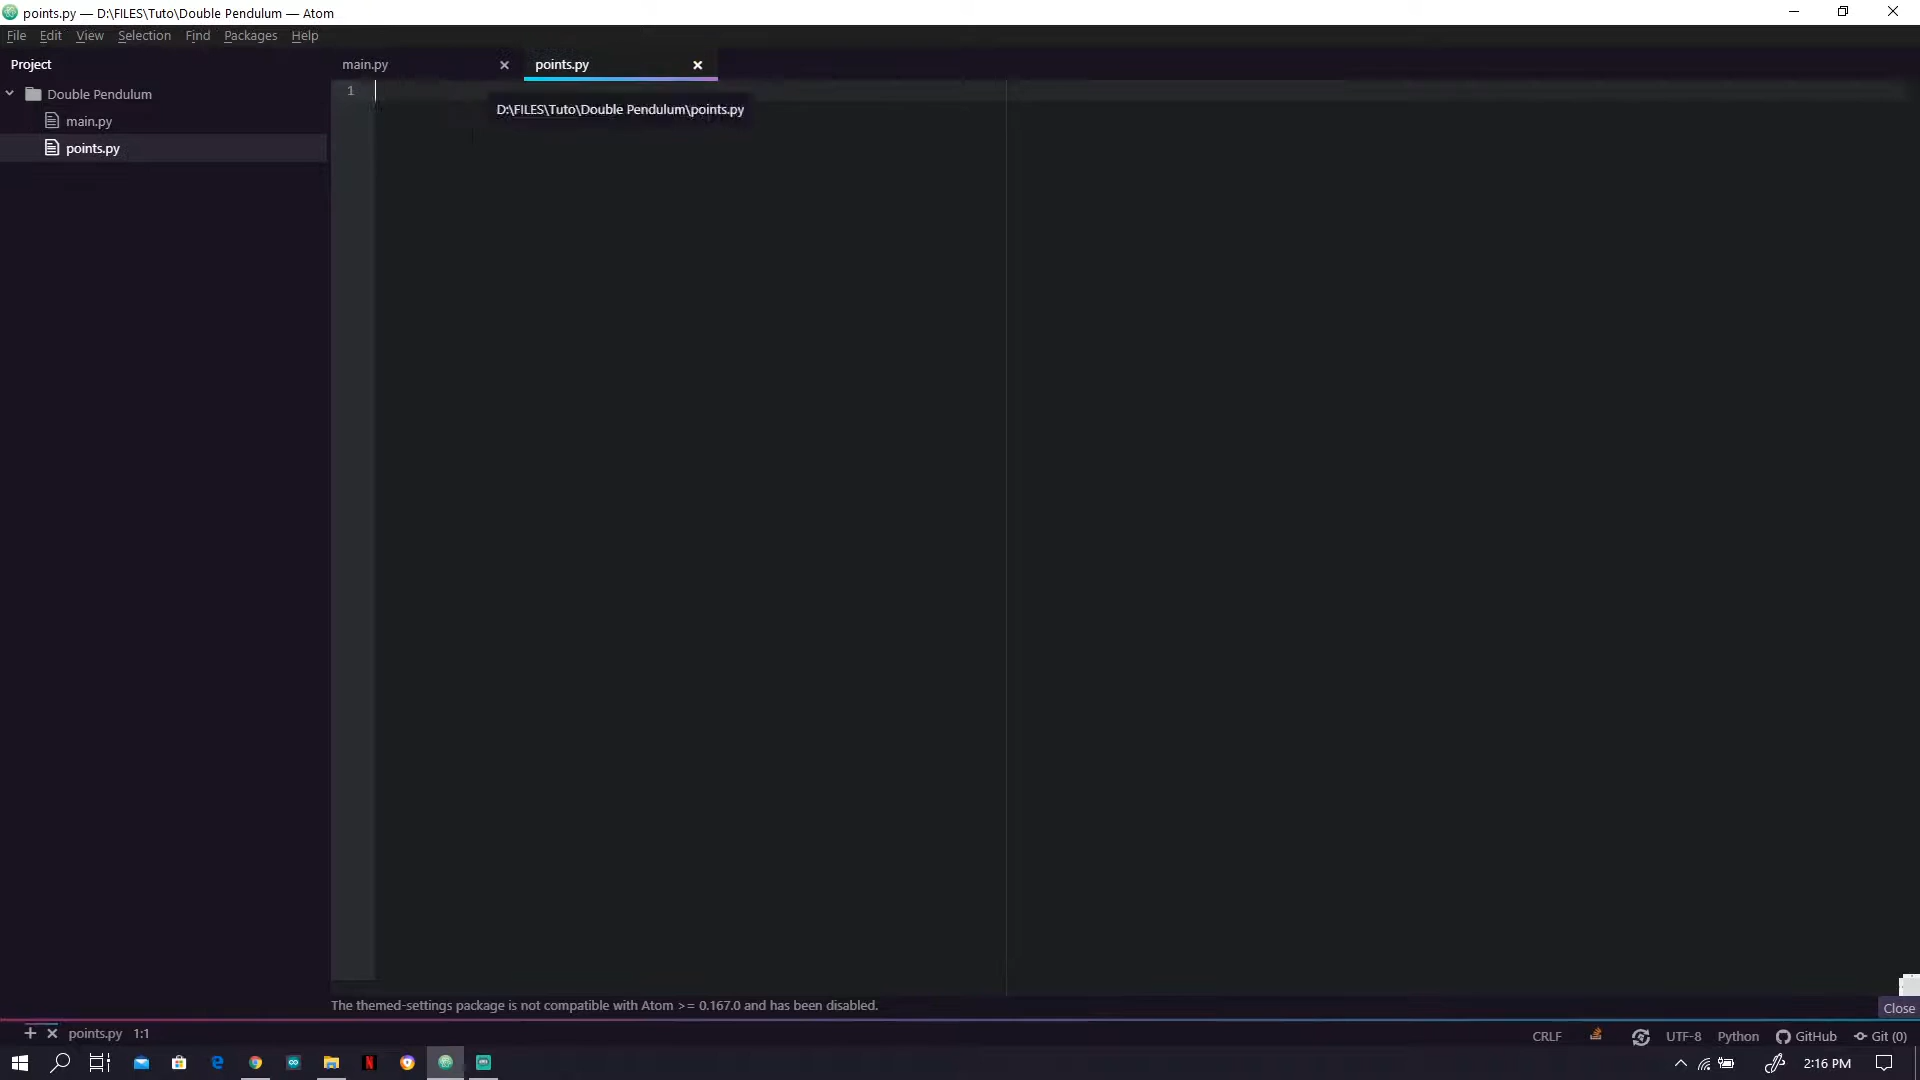 points.py — D:\FILES\Tuto\Double Pendulum — Atom
File Edit View Selection Find Packages Help
Project
main.py
points.py
Double Pendulum
main.py
points.py
1
D:\FILES\Tuto\Double Pendulum\points.py
The themed-settings package is not compatible with Atom >= 0.167.0 and has been disabled.
Close
points.py 1:1
CRLF UTF-8 Python GitHub Git (0)
2:16 PM